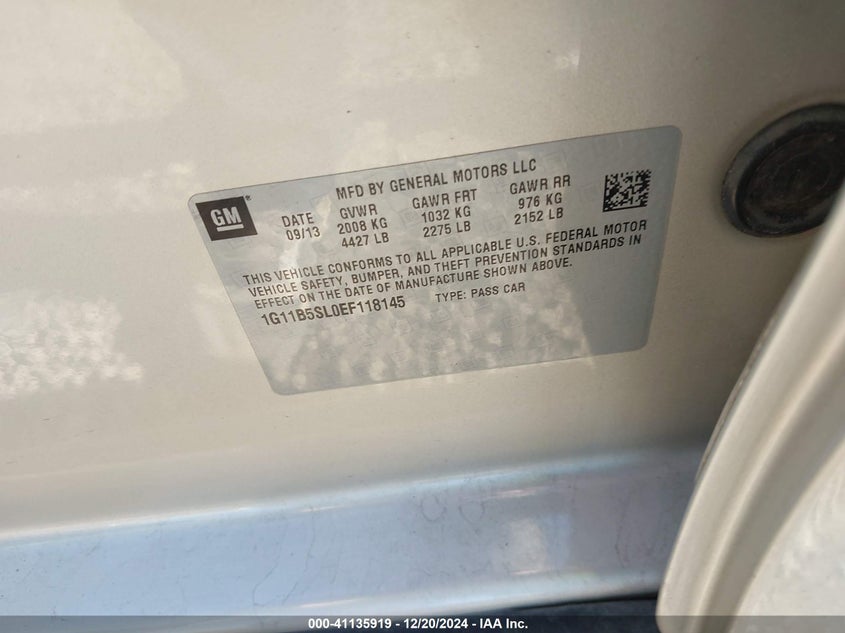 MFD BY GENERAL MOTORS LLC
GM®
DATE GVWR GAWR FRT GAWR RR
09/13 2008 KG 1032 KG 976 KG
4427 LB 2275 LB 2152 LB
THIS VEHICLE CONFORMS TO ALL APPLICABLE U.S. FEDERAL MOTOR
VEHICLE SAFETY, BUMPER, AND THEFT PREVENTION STANDARDS IN
EFFECT ON THE DATE OF MANUFACTURE SHOWN ABOVE.
1G11B5SL0EF118145 TYPE: PASS CAR
000-41135919 - 12/20/2024 - IAA Inc.